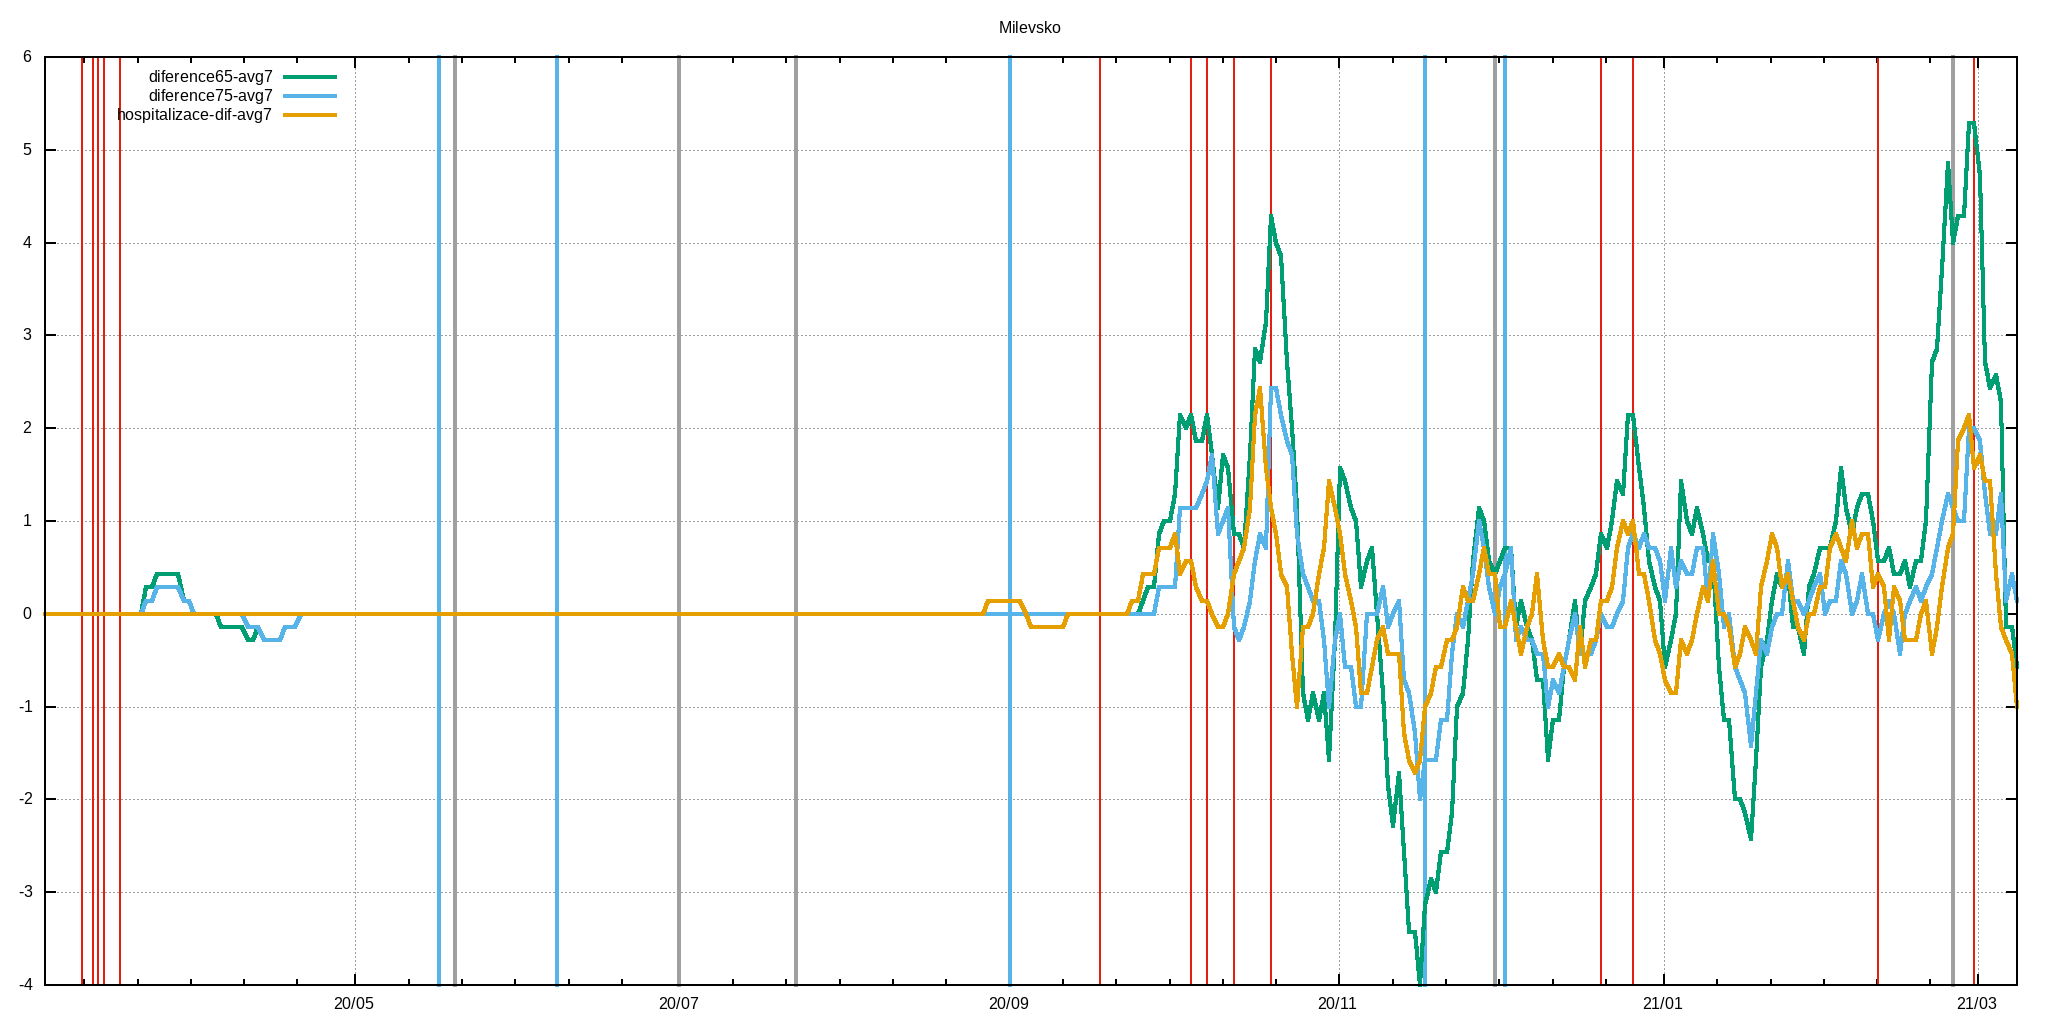 Milevsko
diference65-avg7
diference75-avg7
hospitalizace-dif-avg7
6
5
4
3
2
1
0
-1
-2
-3
-4
20/05 20/07 20/09 20/11 21/01 21/03